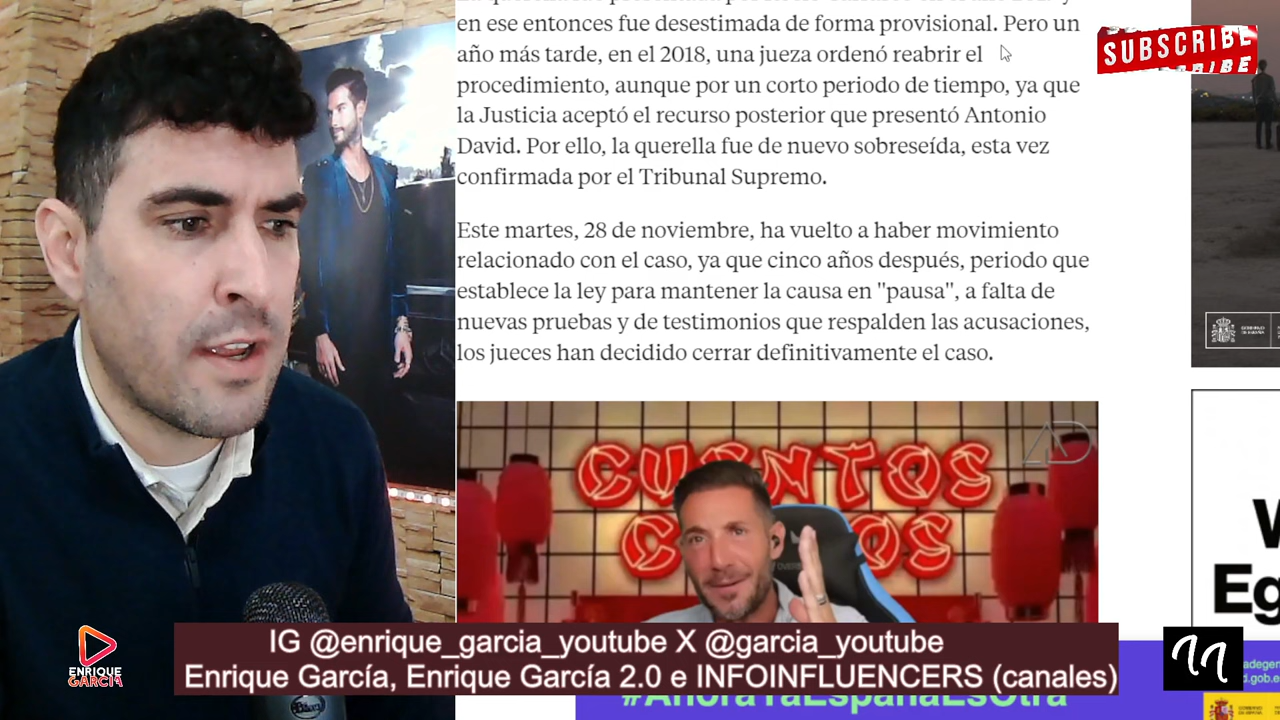 en ese entonces fue desestimada de forma provisional. Pero un
año más tarde, en el 2018, una jueza ordenó reabrir el
procedimiento, aunque por un corto periodo de tiempo, ya que
la Justicia aceptó el recurso posterior que presentó Antonio
David. Por ello, la querella fue de nuevo sobreseída, esta vez
confirmada por el Tribunal Supremo.
Este martes, 28 de noviembre, ha vuelto a haber movimiento
relacionado con el caso, ya que cinco años después, periodo que
establece la ley para mantener la causa en "pausa", a falta de
nuevas pruebas y de testimonios que respalden las acusaciones,
los jueces han decidido cerrar definitivamente el caso.
SUBSCRIBE
AD
CUENTOS
IG @enrique_garcia_youtube X @garcia_youtube
Enrique García, Enrique García 2.0 e INFOINFLUENCERS (canales)
ENRIQUE
GARCÍA
#AhoraYaEspañaEsOtra